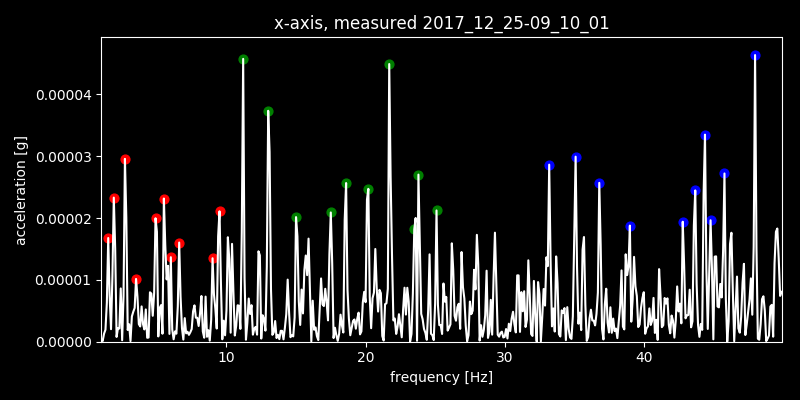 x-axis, measured 2017_12_25-09_10_01
acceleration [g]
0.00004
0.00003
0.00002
0.00001
0.00000
10 20 30 40
frequency [Hz]